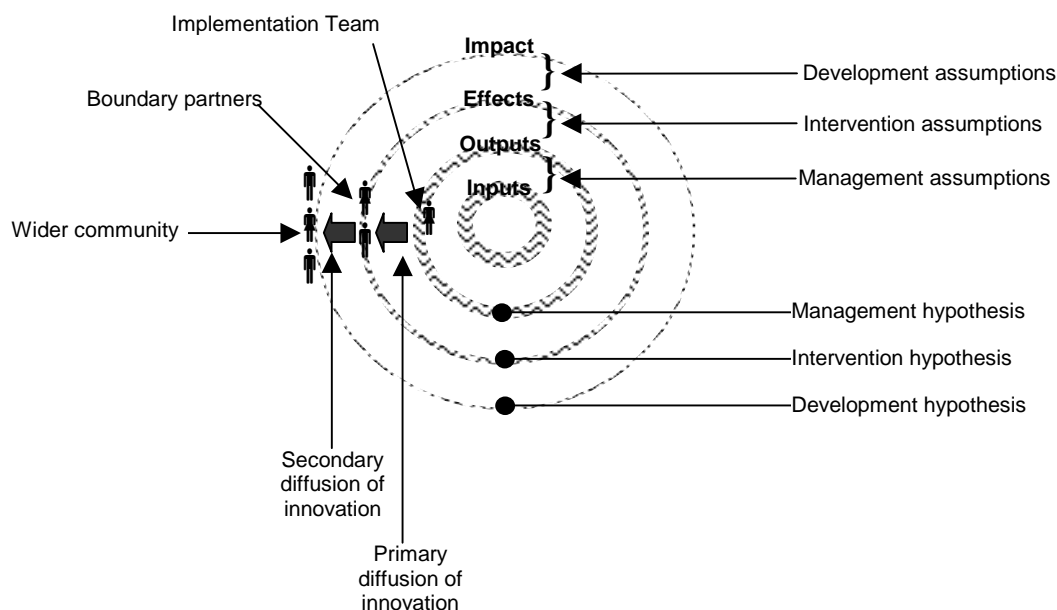 Implementation Team
Impact
Development assumptions
Boundary partners
Effects
Intervention assumptions
Outputs
Management assumptions
Inputs
Wider community
Management hypothesis
Intervention hypothesis
Development hypothesis
Secondary
diffusion of
innovation
Primary
diffusion of
innovation